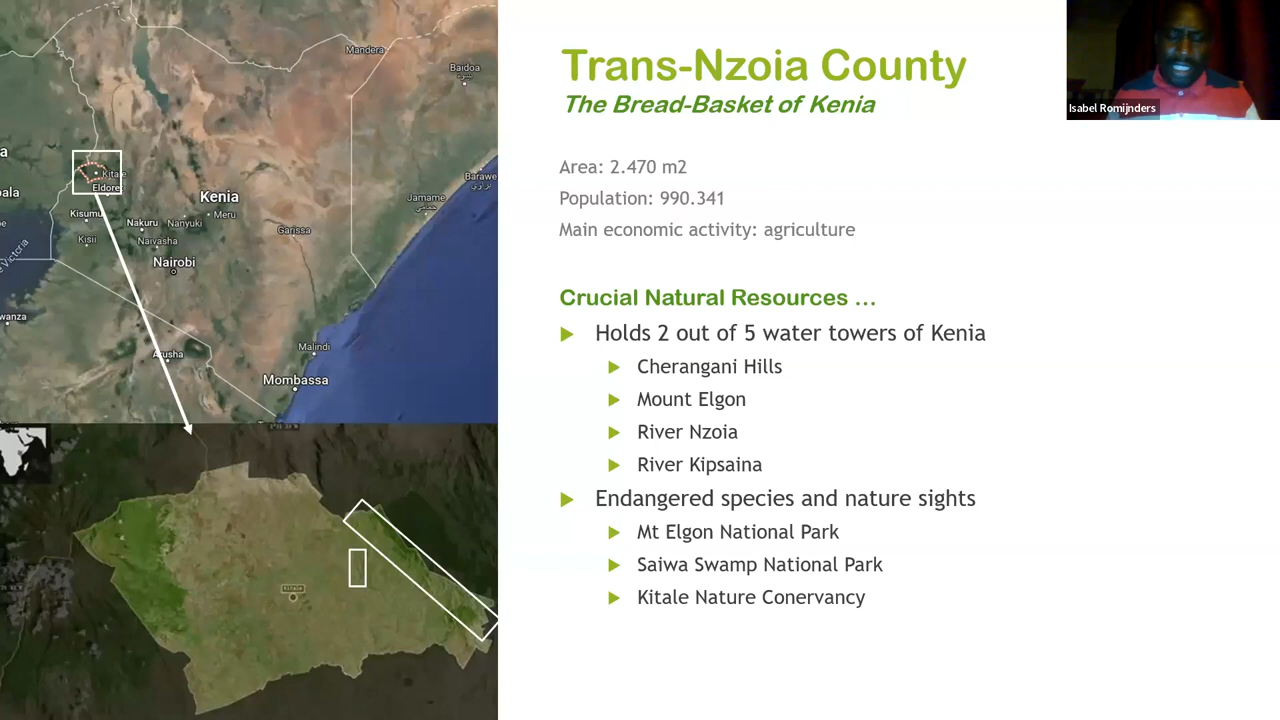 Trans-Nzoia County
The Bread-Basket of Kenia
Isabel Romijnders
Area: 2.470 m2
Population: 990.341
Main economic activity: agriculture
Crucial Natural Resources …
Holds 2 out of 5 water towers of Kenia
Cherangani Hills
Mount Elgon
River Nzoia
River Kipsaina
Endangered species and nature sights
Mt Elgon National Park
Saiwa Swamp National Park
Kitale Nature Conervancy
Mandera
Baidoa
Kitale
Eldoret
Kenia
Barawe
براوي
Jamame
Kisumu
Nakuru
Nanyuki
Meru
Kisii
Naivasha
Garissa
Nairobi
Arusha
Malindi
Mombassa
Kitale